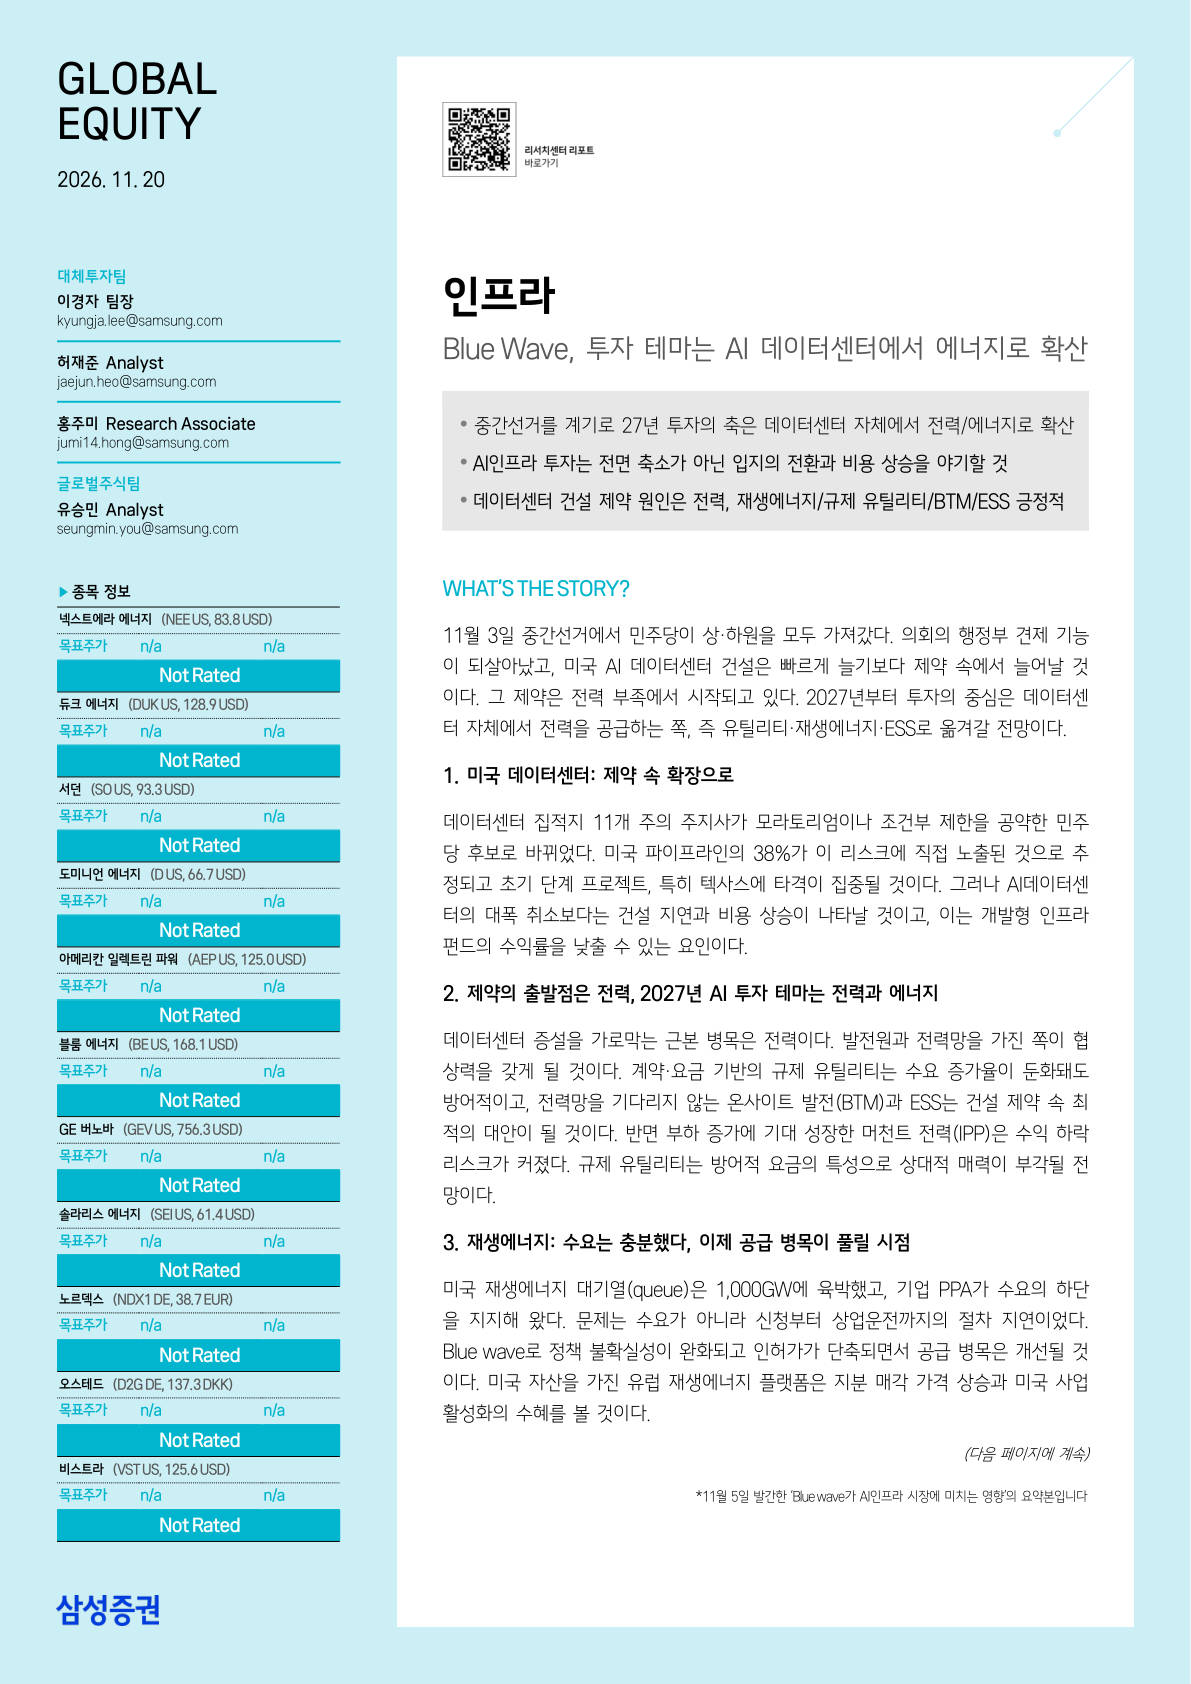 GLOBAL
EQUITY
2026. 11. 20
대체투자팀
이경자 팀장
kyungja.lee@samsung.com
허재준 Analyst
jaejun.heo@samsung.com
홍주미 Research Associate
jumi14.hong@samsung.com
글로벌주식팀
유승민 Analyst
seungmin.you@samsung.com
▶ 종목 정보
넥스트에라 에너지 (NEE US, 83.8 USD)
목표주가 n/a n/a
Not Rated
듀크 에너지 (DUK US, 128.9 USD)
목표주가 n/a n/a
Not Rated
서던 (SO US, 93.3 USD)
목표주가 n/a n/a
Not Rated
도미니언 에너지 (D US, 66.7 USD)
목표주가 n/a n/a
Not Rated
아메리칸 일렉트린 파워 (AEP US, 125.0 USD)
목표주가 n/a n/a
Not Rated
블룸 에너지 (BE US, 168.1 USD)
목표주가 n/a n/a
Not Rated
GE 버노바 (GEV US, 756.3 USD)
목표주가 n/a n/a
Not Rated
솔라리스 에너지 (SEI US, 61.4 USD)
목표주가 n/a n/a
Not Rated
노르덱스 (NDX1 DE, 38.7 EUR)
목표주가 n/a n/a
Not Rated
오스테드 (D2G DE, 137.3 DKK)
목표주가 n/a n/a
Not Rated
비스트라 (VST US, 125.6 USD)
목표주가 n/a n/a
Not Rated
삼성증권
리서치센터 리포트
바로가기
인프라
Blue Wave, 투자 테마는 AI 데이터센터에서 에너지로 확산
• 중간선거를 계기로 27년 투자의 축은 데이터센터 자체에서 전력/에너지로 확산
• AI인프라 투자는 전면 축소가 아닌 입지의 전환과 비용 상승을 야기할 것
• 데이터센터 건설 제약 원인은 전력, 재생에너지/규제 유틸리티/BTM/ESS 긍정적
WHAT'S THE STORY?
11월 3일 중간선거에서 민주당이 상·하원을 모두 가져갔다. 의회의 행정부 견제 기능
이 되살아났고, 미국 AI 데이터센터 건설은 빠르게 늘기보다 제약 속에서 늘어날 것
이다. 그 제약은 전력 부족에서 시작되고 있다. 2027년부터 투자의 중심은 데이터센
터 자체에서 전력을 공급하는 쪽, 즉 유틸리티·재생에너지·ESS로 옮겨갈 전망이다.
1. 미국 데이터센터: 제약 속 확장으로
데이터센터 집적지 11개 주의 주지사가 모라토리엄이나 조건부 제한을 공약한 민주
당 후보로 바뀌었다. 미국 파이프라인의 38%가 이 리스크에 직접 노출된 것으로 추
정되고 초기 단계 프로젝트, 특히 텍사스에 타격이 집중될 것이다. 그러나 AI데이터센
터의 대폭 취소보다는 건설 지연과 비용 상승이 나타날 것이고, 이는 개발형 인프라
펀드의 수익률을 낮출 수 있는 요인이다.
2. 제약의 출발점은 전력, 2027년 AI 투자 테마는 전력과 에너지
데이터센터 증설을 가로막는 근본 병목은 전력이다. 발전원과 전력망을 가진 쪽이 협
상력을 갖게 될 것이다. 계약·요금 기반의 규제 유틸리티는 수요 증가율이 둔화돼도
방어적이고, 전력망을 기다리지 않는 온사이트 발전(BTM)과 ESS는 건설 제약 속 최
적의 대안이 될 것이다. 반면 부하 증가에 기대 성장한 머천트 전력(IPP)은 수익 하락
리스크가 커졌다. 규제 유틸리티는 방어적 요금의 특성으로 상대적 매력이 부각될 전
망이다.
3. 재생에너지: 수요는 충분했다, 이제 공급 병목이 풀릴 시점
미국 재생에너지 대기열(queue)은 1,000GW에 육박했고, 기업 PPA가 수요의 하단
을 지지해 왔다. 문제는 수요가 아니라 신청부터 상업운전까지의 절차 지연이었다.
Blue wave로 정책 불확실성이 완화되고 인허가가 단축되면서 공급 병목은 개선될 것
이다. 미국 자산을 가진 유럽 재생에너지 플랫폼은 지분 매각 가격 상승과 미국 사업
활성화의 수혜를 볼 것이다.
(다음 페이지에 계속)
*11월 5일 발간한 'Blue wave가 AI인프라 시장에 미치는 영향'의 요약본입니다